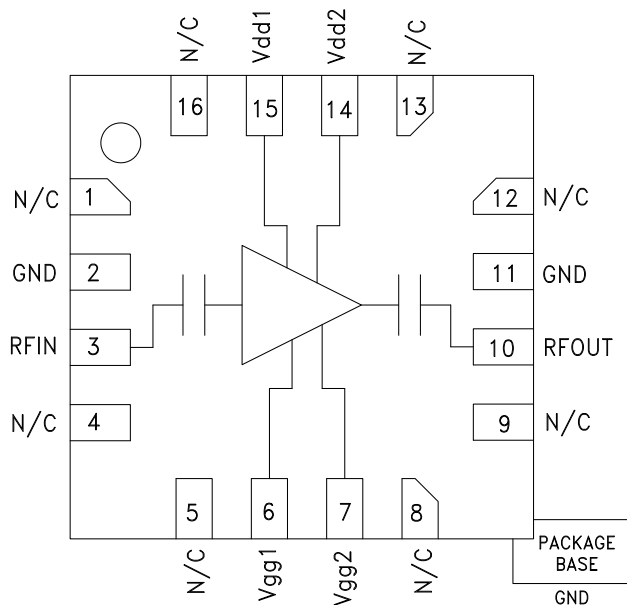 N/C
Vdd1
Vdd2
N/C
16
15
14
13
N/C 1
12 N/C
GND 2
11 GND
RFIN 3
10 RFOUT
N/C 4
9 N/C
5
6
7
8
N/C
Vgg1
Vgg2
N/C
PACKAGE
BASE
GND